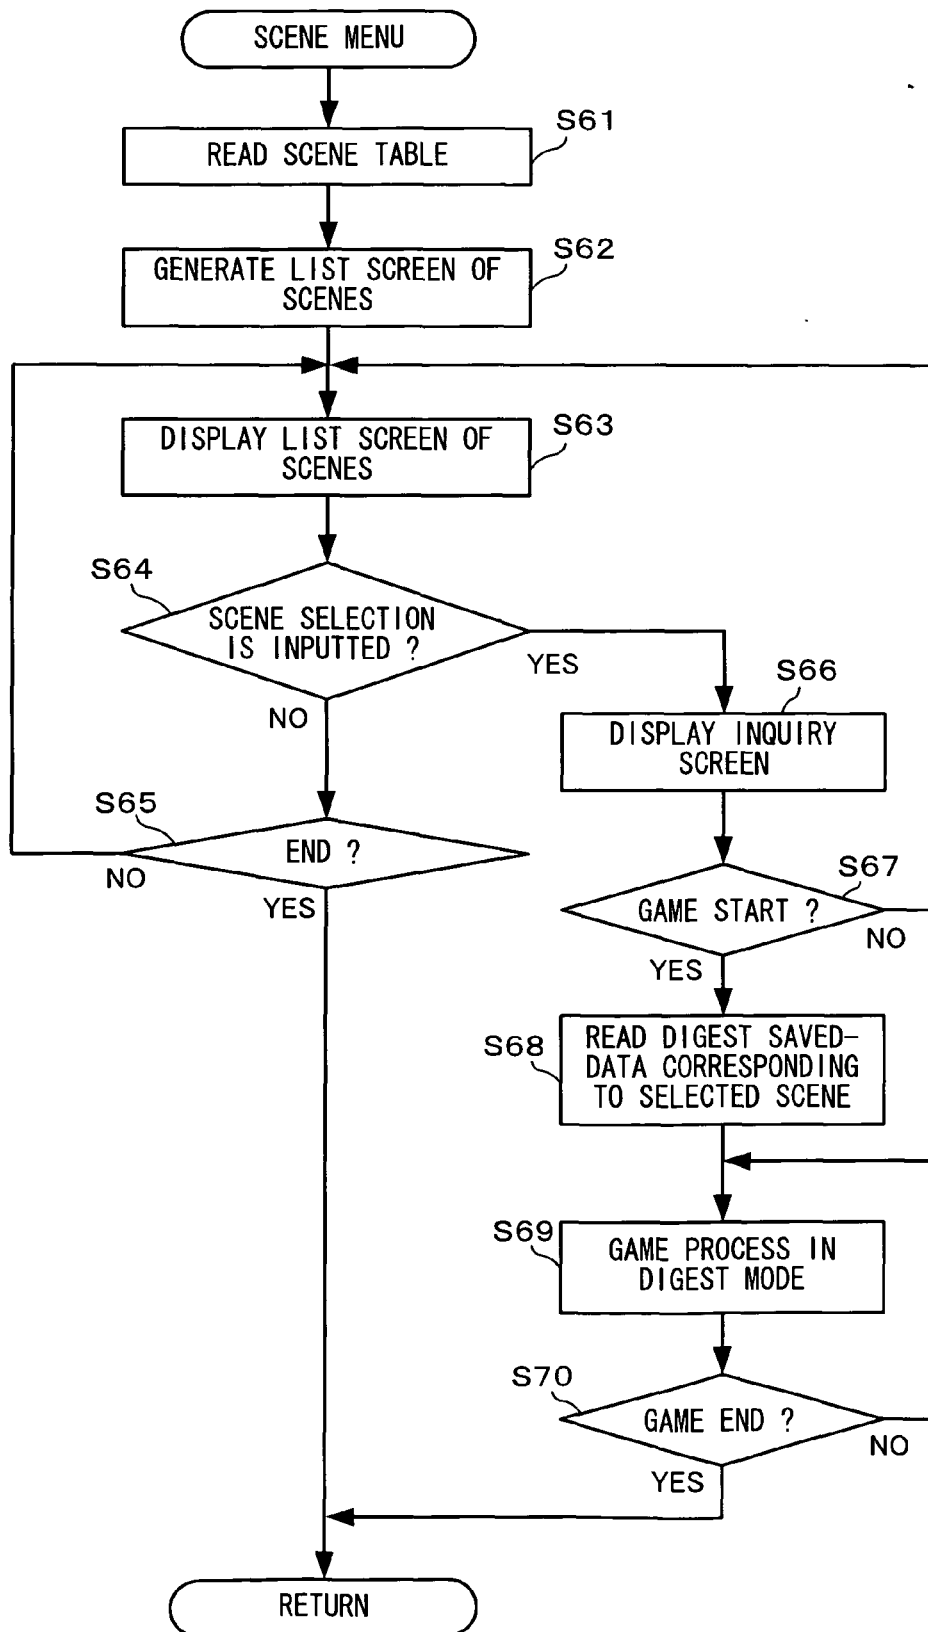 SCENE MENU
S61
READ SCENE TABLE
S62
GENERATE LIST SCREEN OF
SCENES
S63
DISPLAY LIST SCREEN OF
SCENES
S64
SCENE SELECTION
IS INPUTTED ?
YES
NO
S66
DISPLAY INQUIRY
SCREEN
S65
END ?
NO
YES
S67
GAME START ?
NO
YES
S68
READ DIGEST SAVED-
DATA CORRESPONDING
TO SELECTED SCENE
S69
GAME PROCESS IN
DIGEST MODE
S70
GAME END ?
NO
YES
RETURN